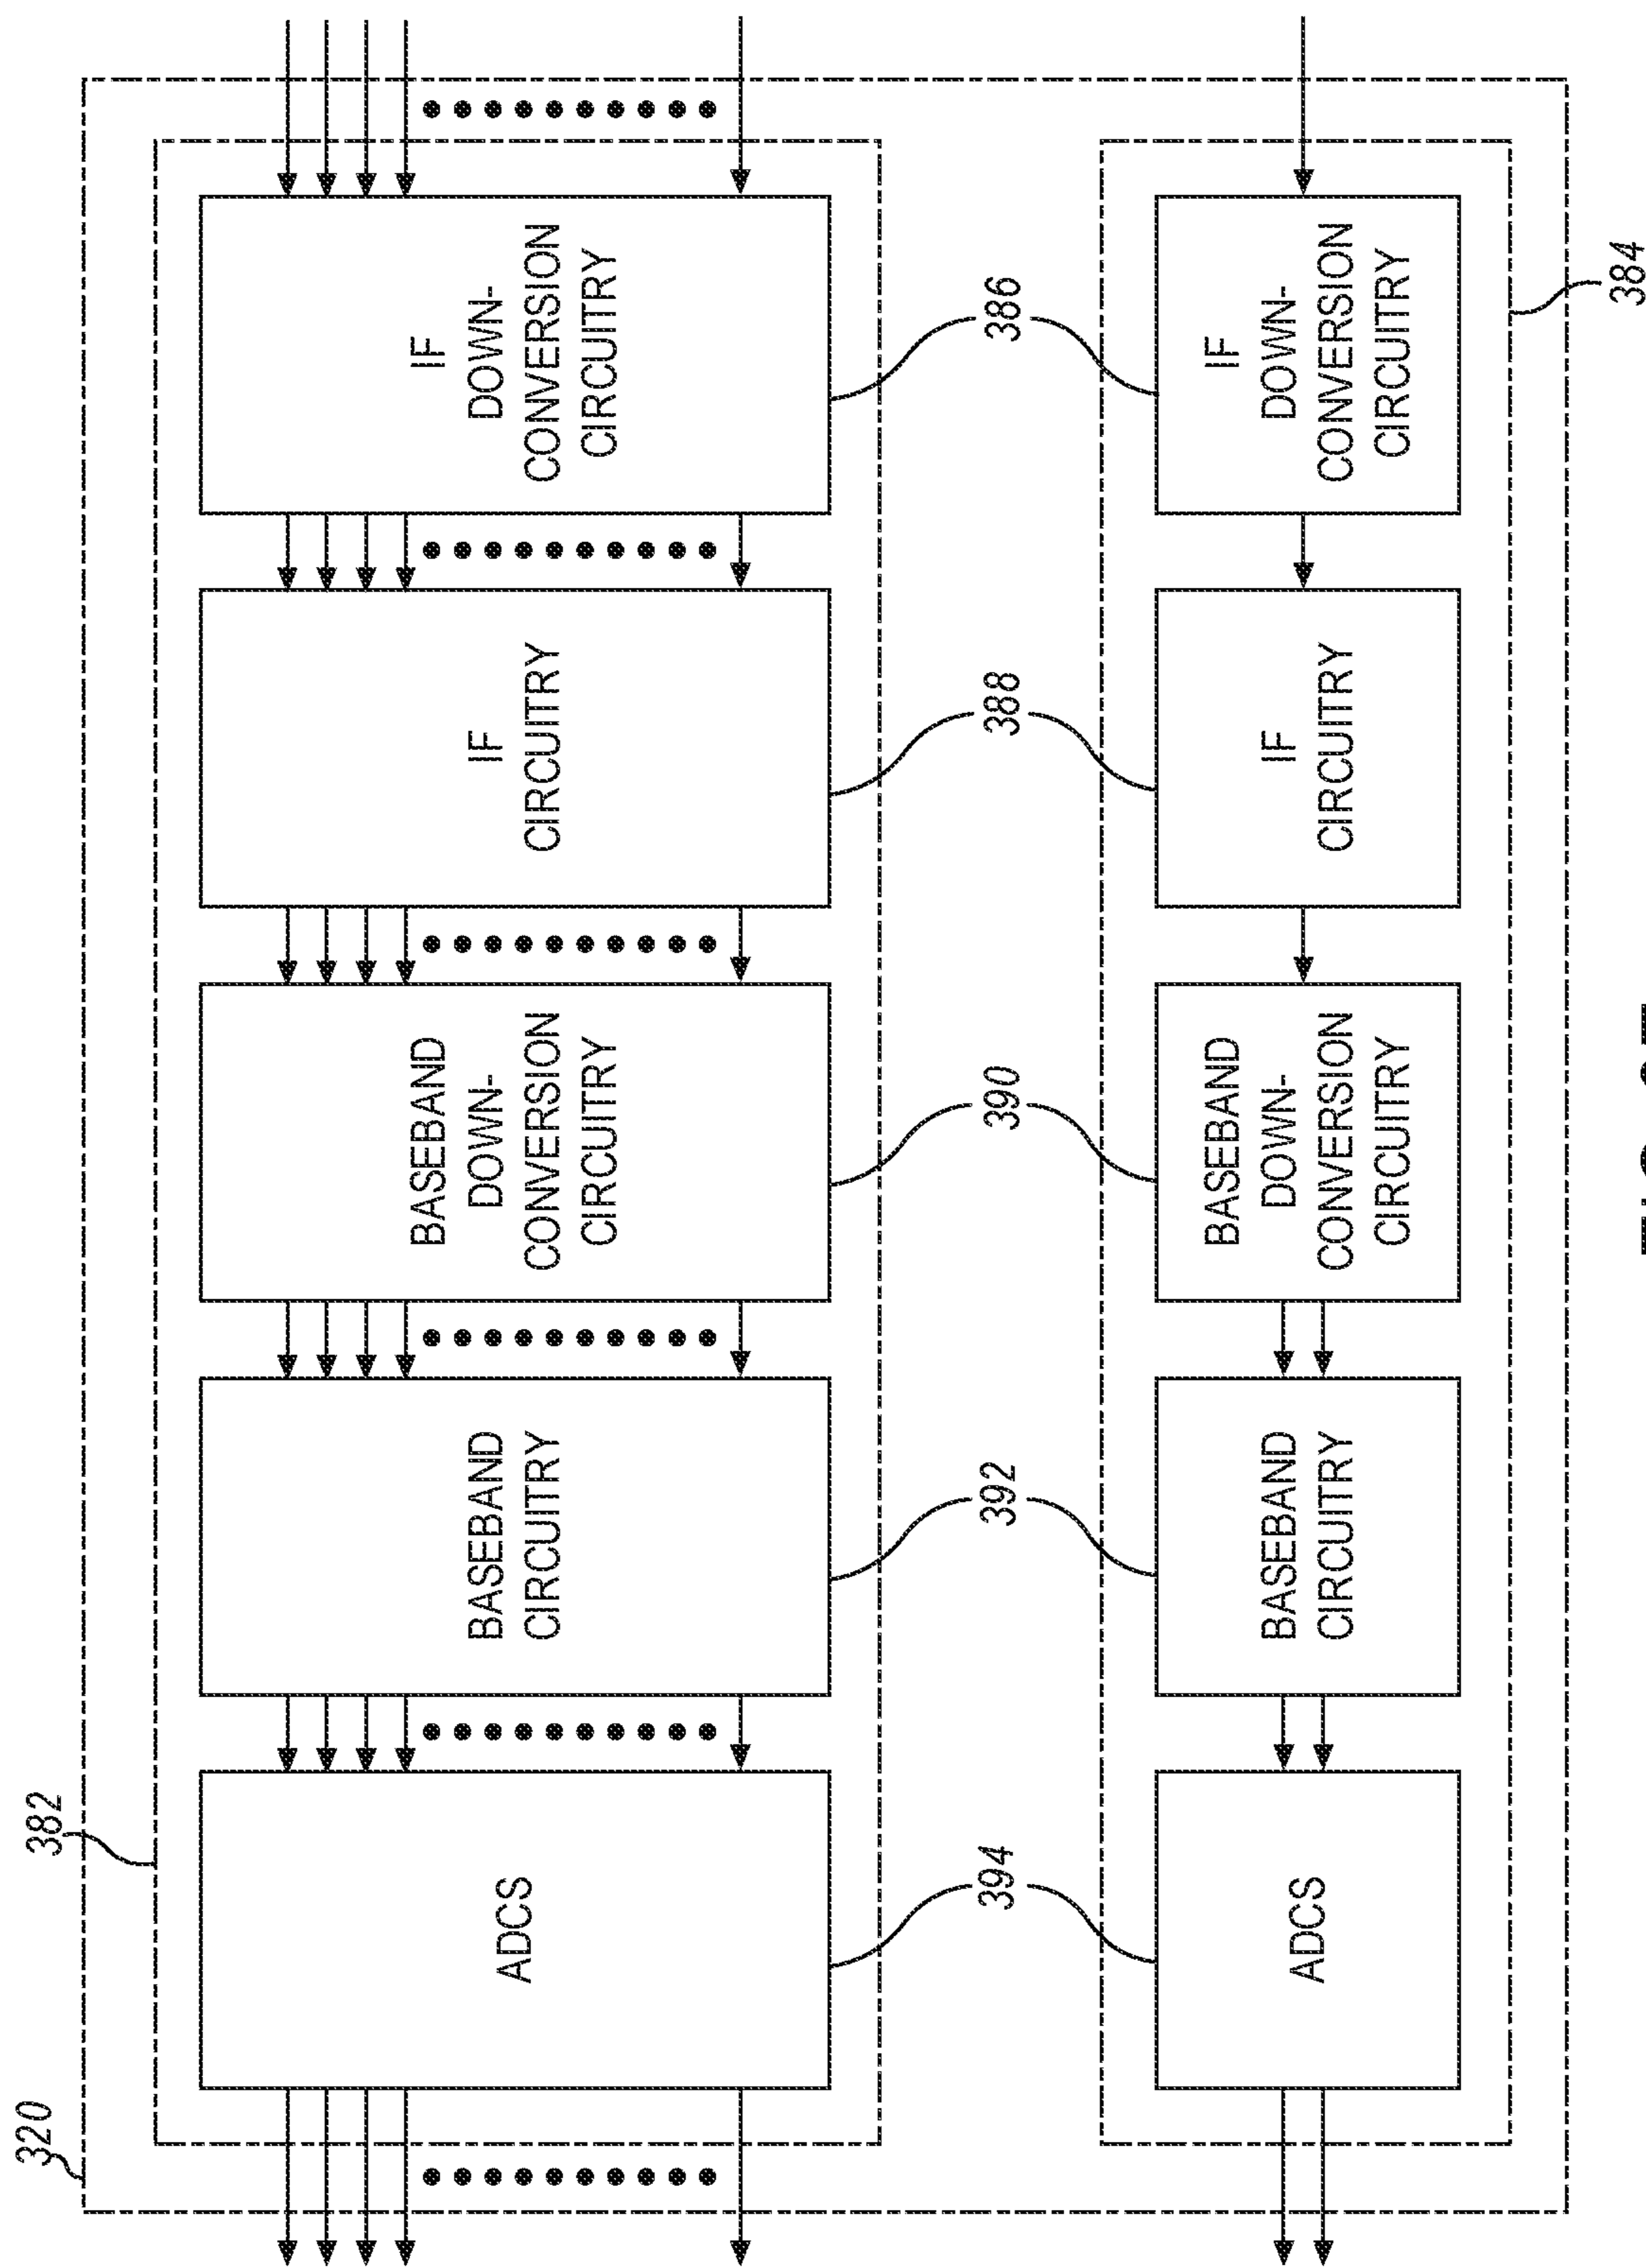 320
382
ADCS
BASEBAND
CIRCUITRY
BASEBAND
DOWN-
CONVERSION
CIRCUITRY
IF
CIRCUITRY
IF
DOWN-
CONVERSION
CIRCUITRY
394
392
390
388
386
ADCS
BASEBAND
CIRCUITRY
BASEBAND
DOWN-
CONVERSION
CIRCUITRY
IF
CIRCUITRY
IF
DOWN-
CONVERSION
CIRCUITRY
384